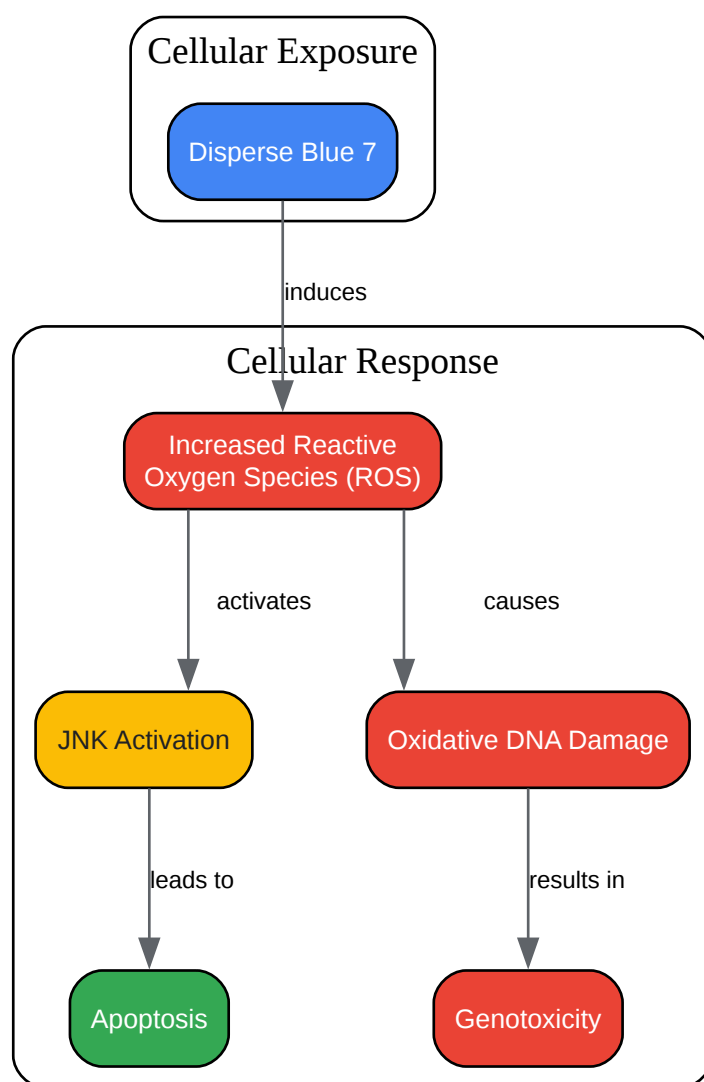 Cellular Exposure
Disperse Blue 7
induces
Cellular Response
Increased Reactive
Oxygen Species (ROS)
activates
causes
JNK Activation
Oxidative DNA Damage
leads to
results in
Apoptosis
Genotoxicity